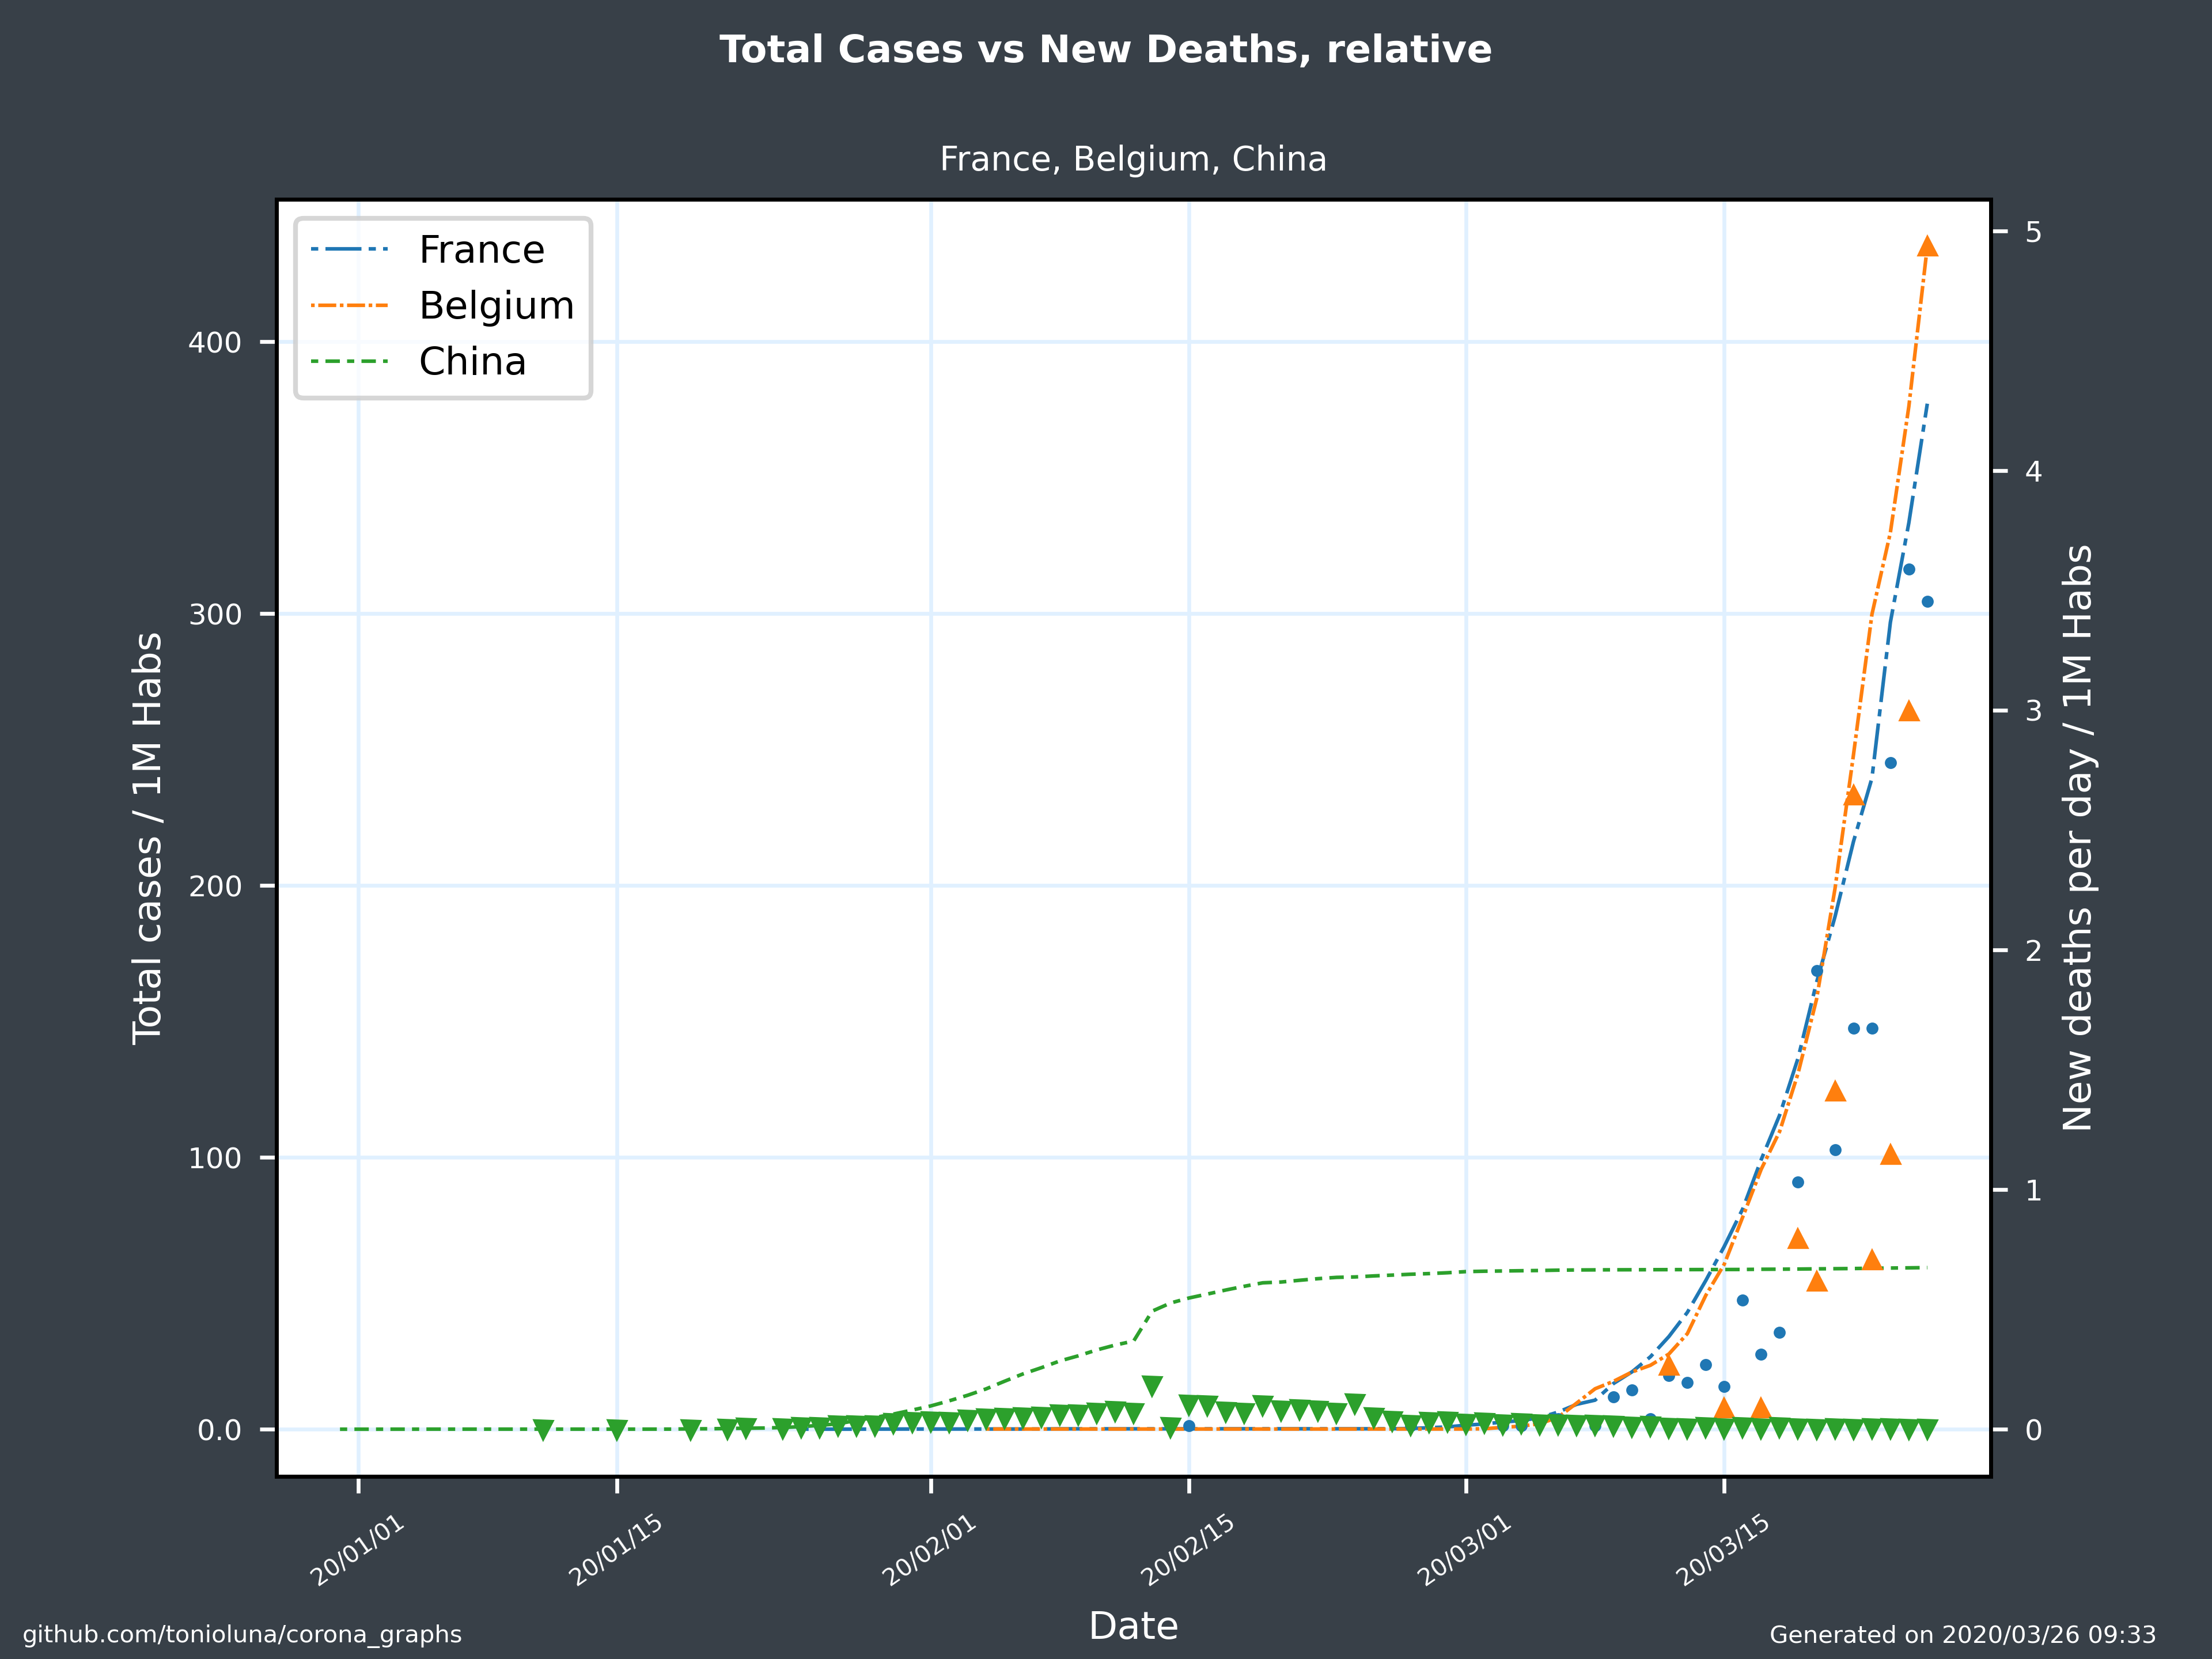 Total Cases vs New Deaths, relative
France, Belgium, China
France
Belgium
China
400
300
200
100
0.0
Total cases / 1M Habs
5
4
3
2
1
0
New deaths per day / 1M Habs
20/01/01
20/01/15
20/02/01
20/02/15
20/03/01
20/03/15
Date
github.com/tonioluna/corona_graphs
Generated on 2020/03/26 09:33